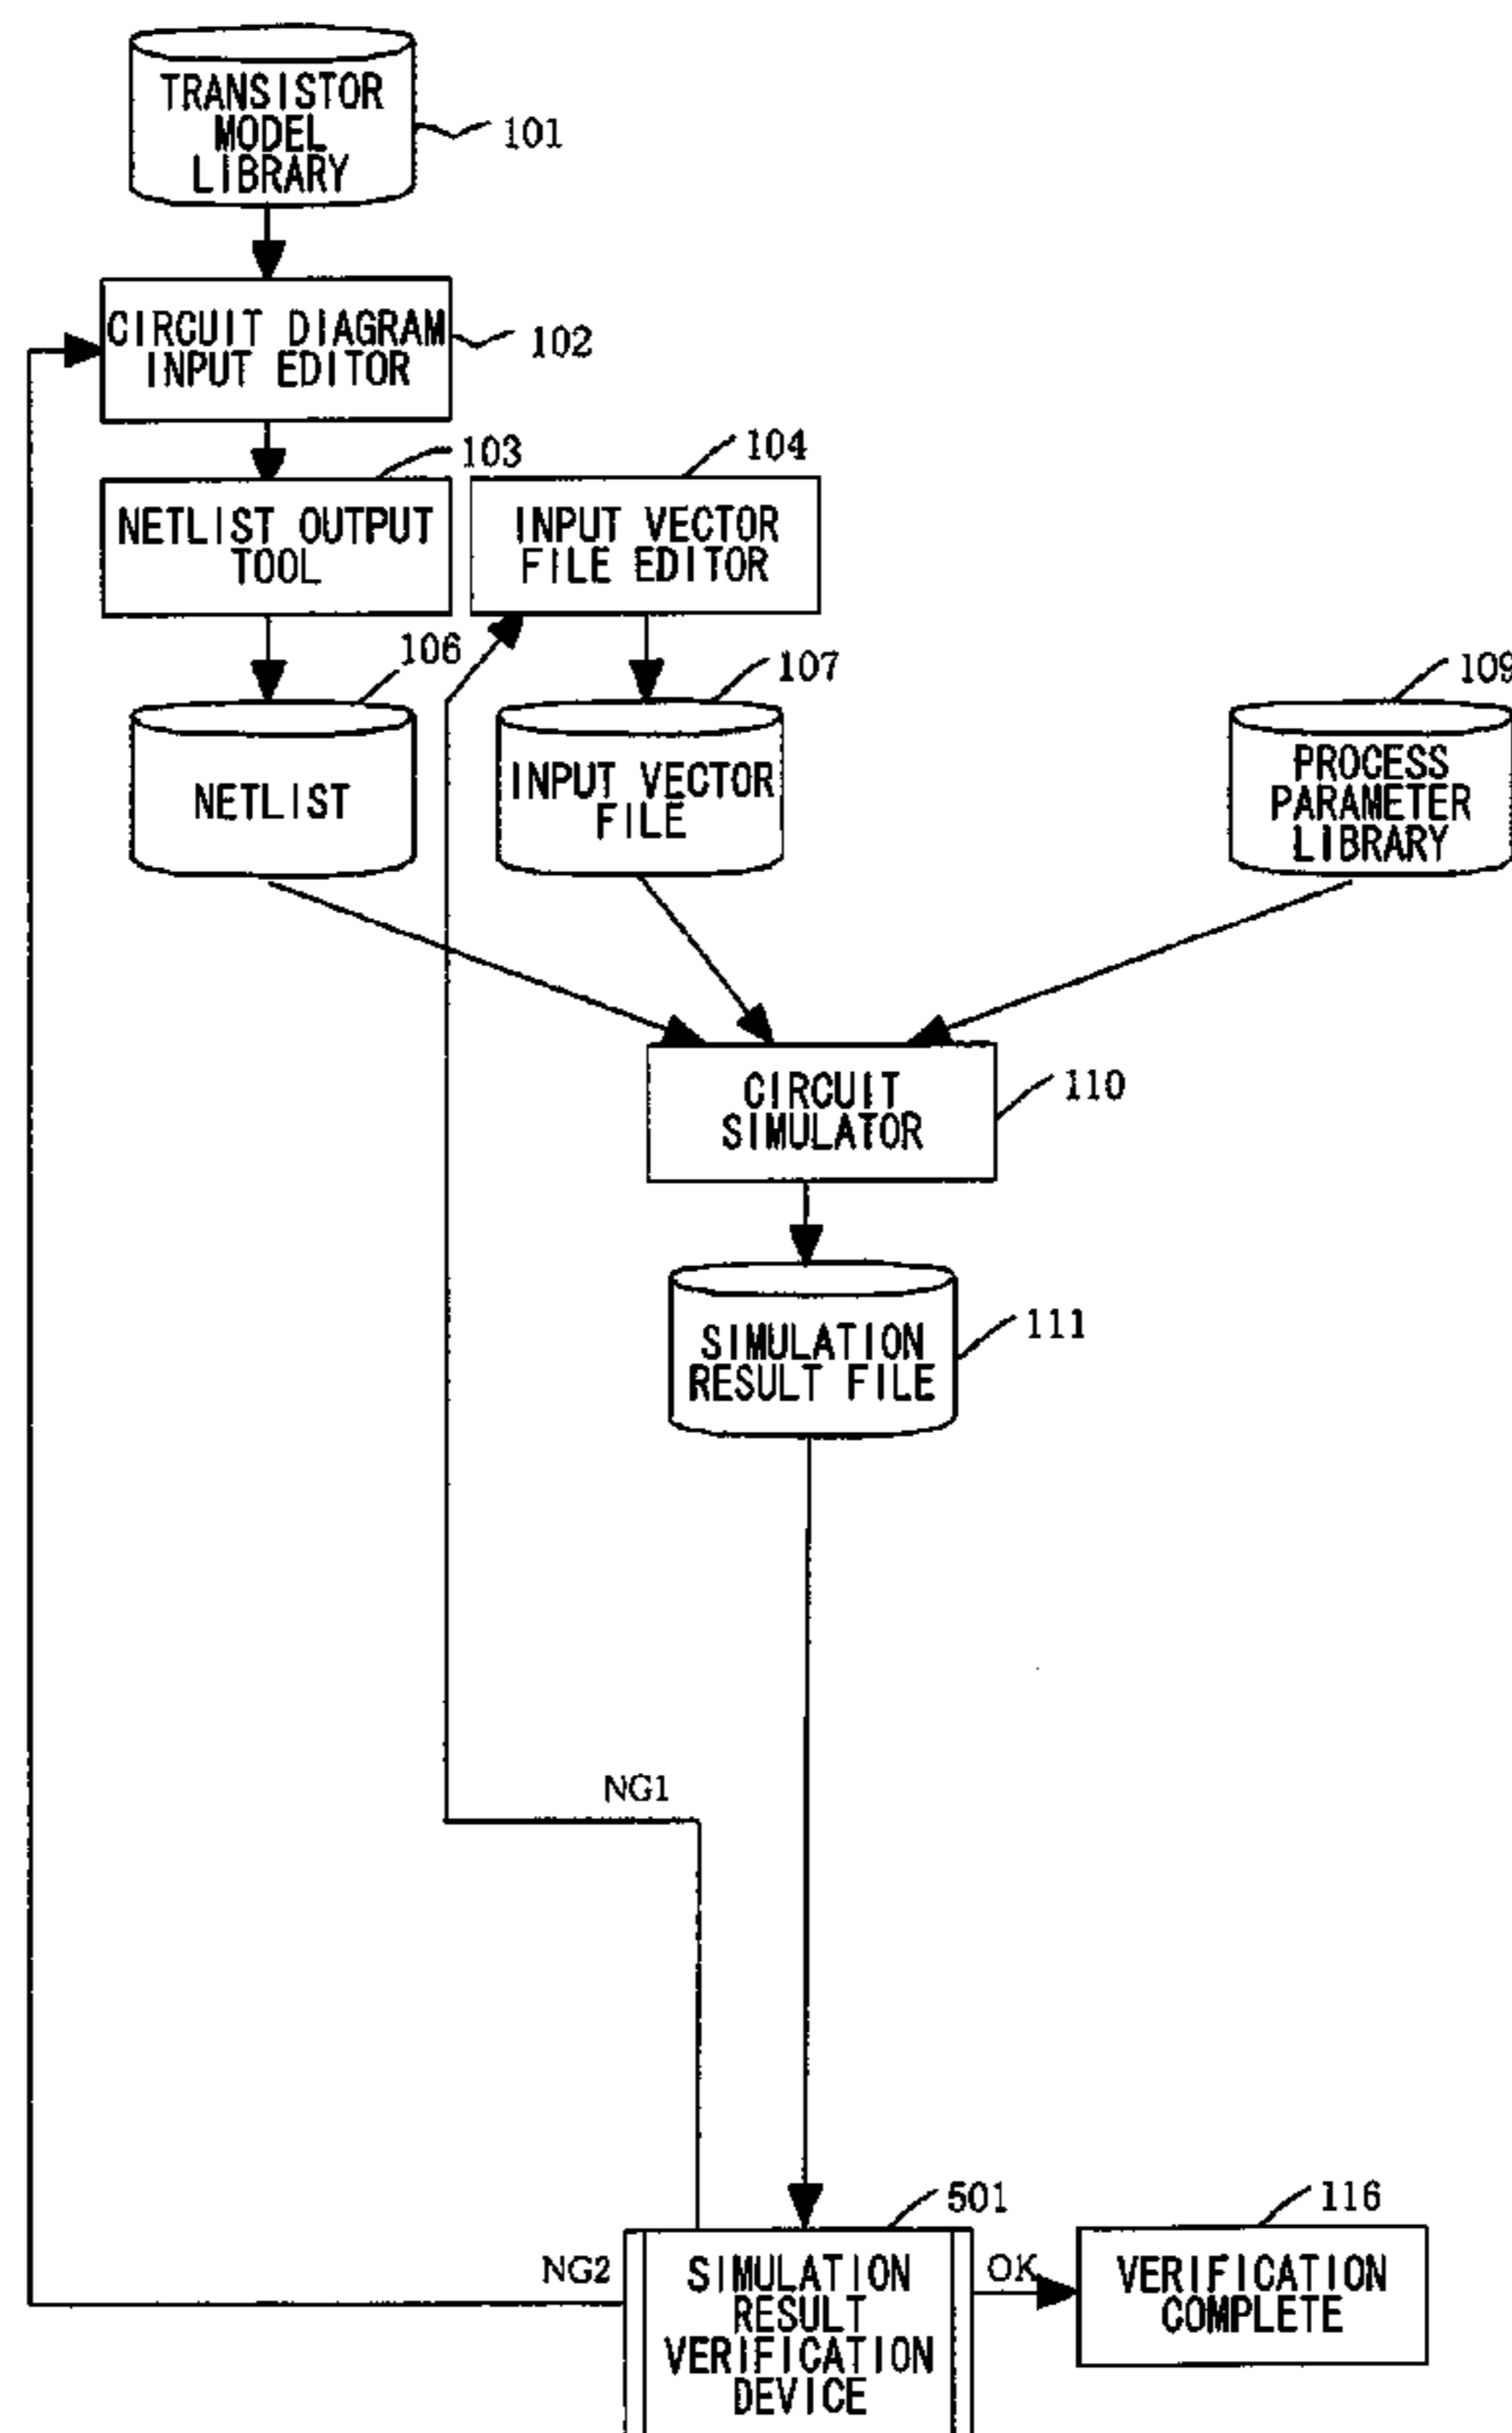 TRANSISTOR
MODEL
LIBRARY
101
CIRCUIT DIAGRAM
INPUT EDITOR
102
103
104
NETLIST OUTPUT
TOOL
INPUT VECTOR
FILE EDITOR
106
107
109
NETLIST
INPUT VECTOR
FILE
PROCESS
PARAMETER
LIBRARY
CIRCUIT
SIMULATOR
110
SIMULATION
RESULT FILE
111
NG1
501
116
NG2
SIMULATION
RESULT
VERIFICATION
DEVICE
OK
VERIFICATION
COMPLETE